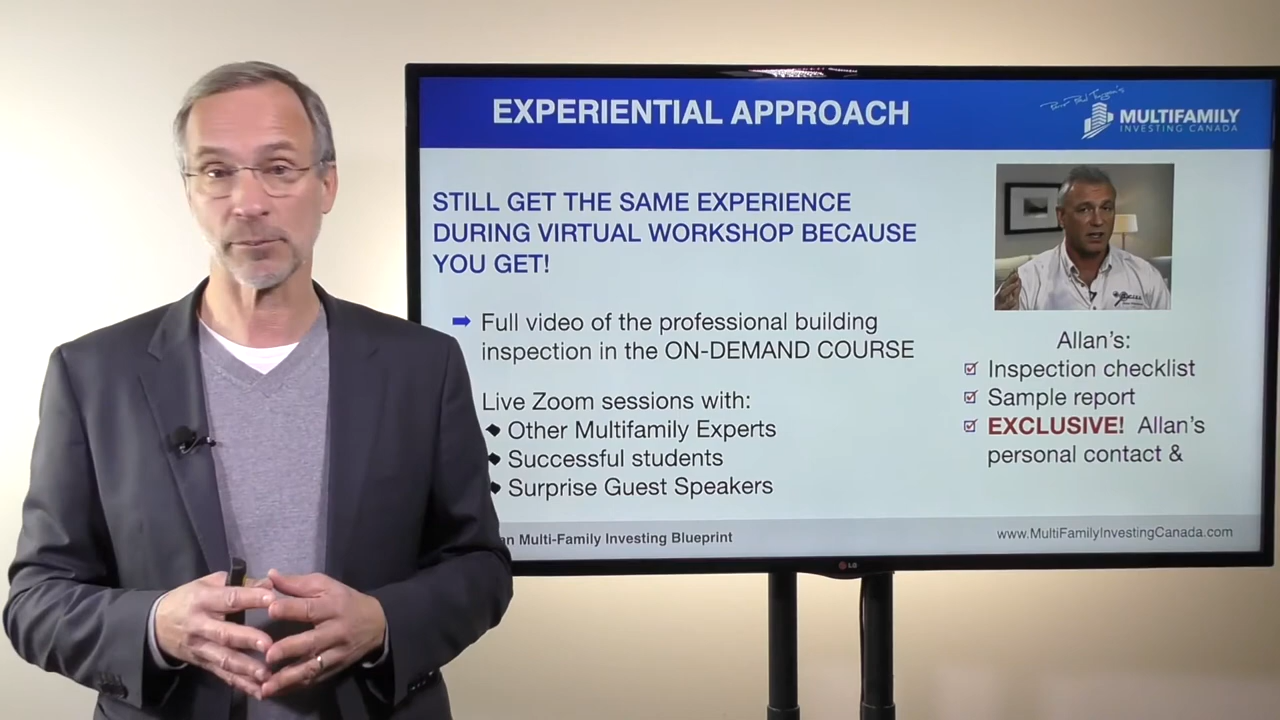 EXPERIENTIAL APPROACH
MULTIFAMILY
INVESTING CANADA
STILL GET THE SAME EXPERIENCE
DURING VIRTUAL WORKSHOP BECAUSE
YOU GET!
Full video of the professional building
inspection in the ON-DEMAND COURSE
Live Zoom sessions with:
Other Multifamily Experts
Successful students
Surprise Guest Speakers
Allan's:
Inspection checklist
Sample report
EXCLUSIVE! Allan's
personal contact &
an Multi-Family Investing Blueprint
www.MultiFamilyInvestingCanada.com
LG